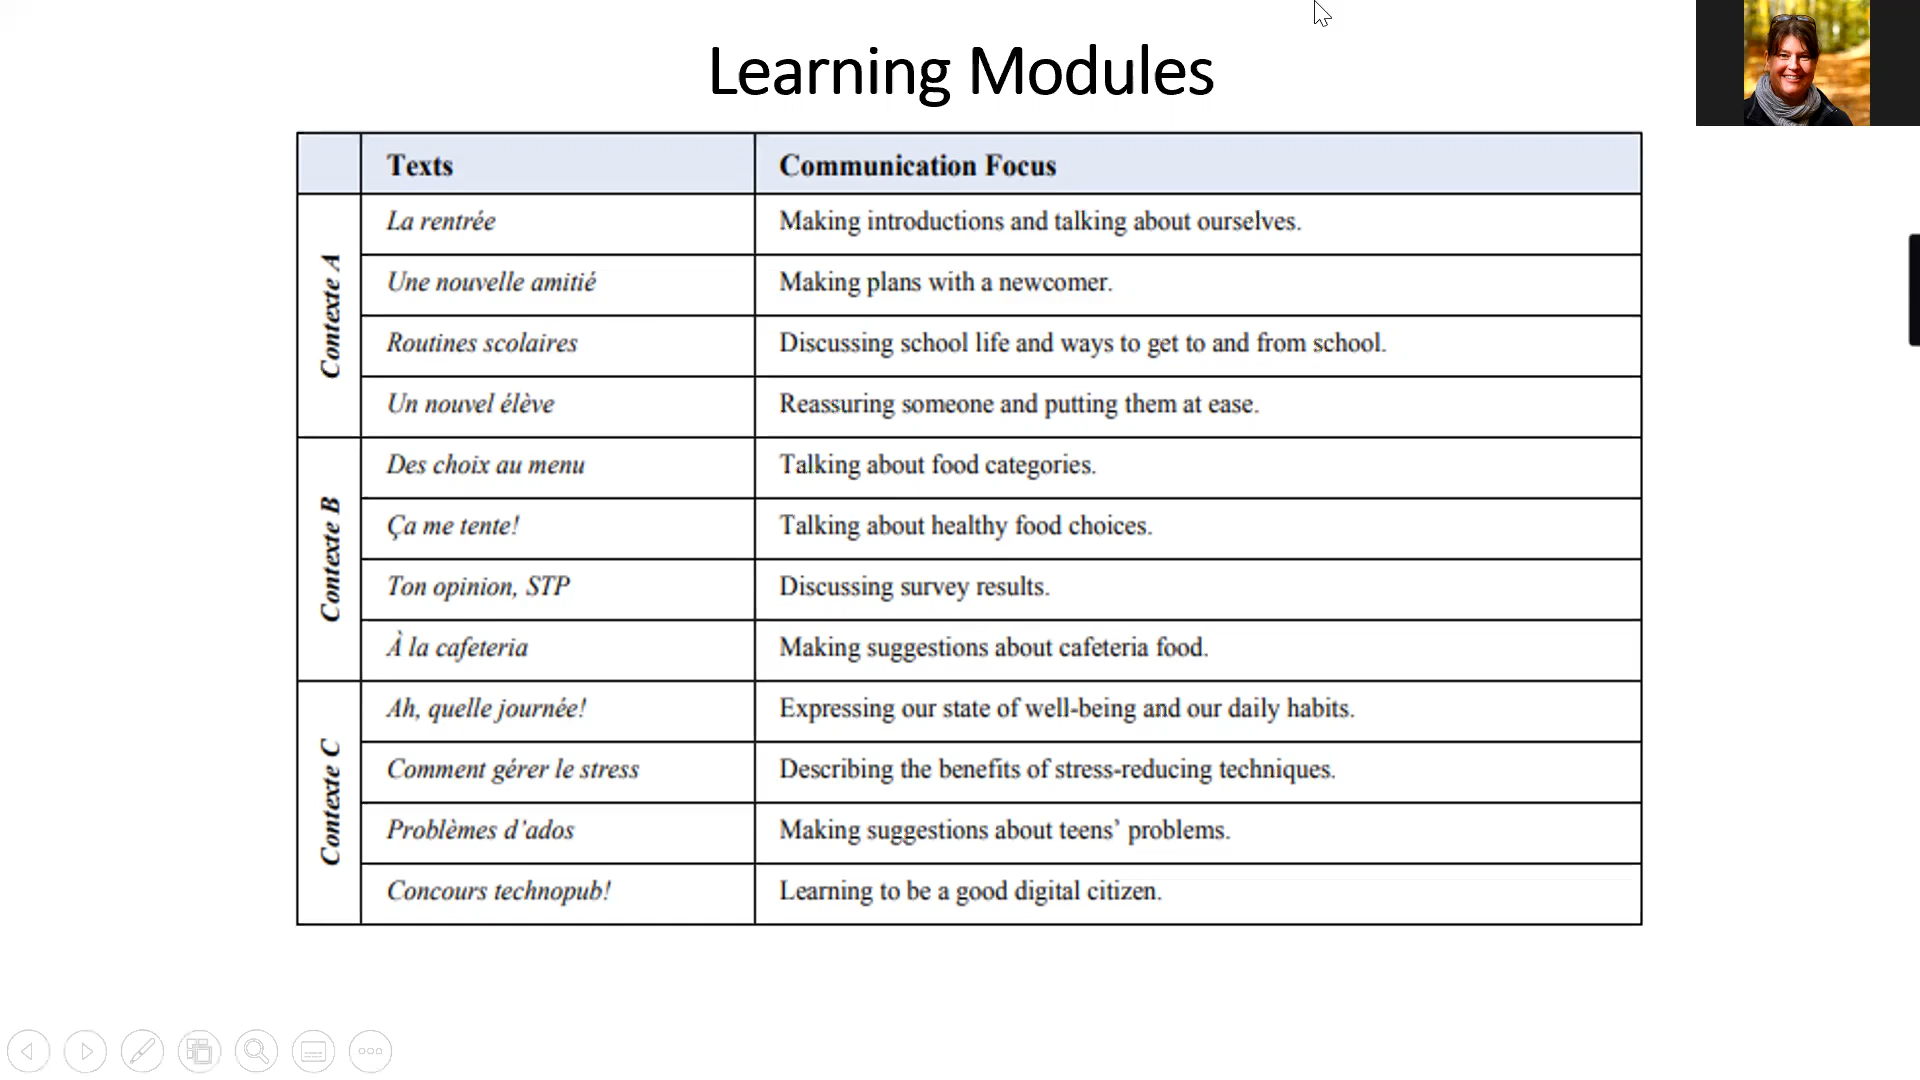 Learning Modules
Texts Communication Focus
Contexte A
La rentrée Making introductions and talking about ourselves.
Une nouvelle amitié Making plans with a newcomer.
Routines scolaires Discussing school life and ways to get to and from school.
Un nouvel élève Reassuring someone and putting them at ease.
Contexte B
Des choix au menu Talking about food categories.
Ça me tente! Talking about healthy food choices.
Ton opinion, STP Discussing survey results.
À la cafeteria Making suggestions about cafeteria food.
Contexte C
Ah, quelle journée! Expressing our state of well-being and our daily habits.
Comment gérer le stress Describing the benefits of stress-reducing techniques.
Problèmes d’ados Making suggestions about teens’ problems.
Concours technopub! Learning to be a good digital citizen.